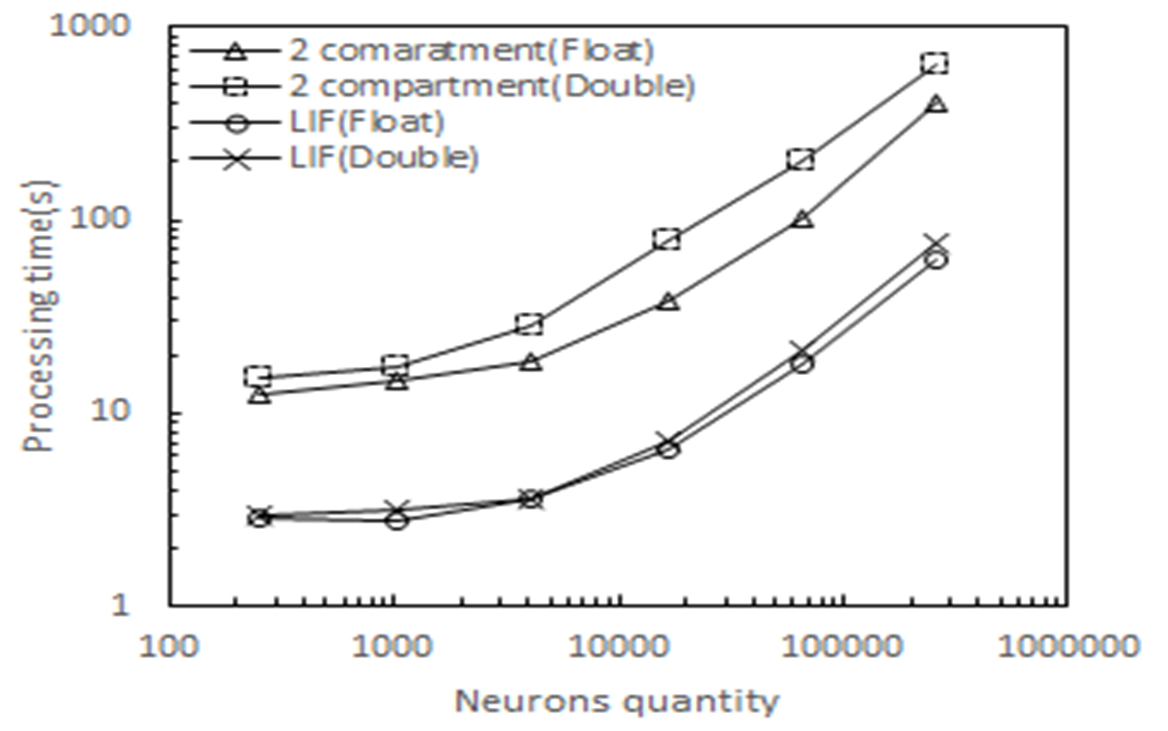 1000
2 comaratment(Float)
2 compartment(Double)
LIF(Float)
LIF(Double)
Processing time(s)
100
10
1
100
1000
10000
100000
1000000
Neurons quantity